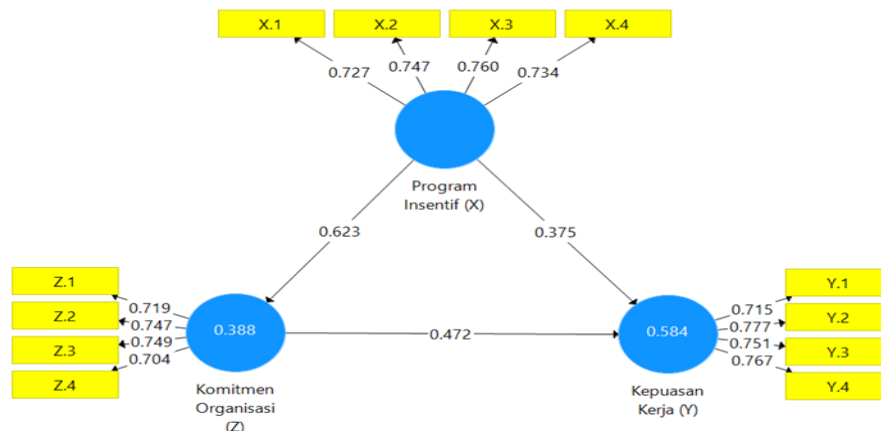 X.1
X.2
X.3
X.4
0.727
0.747
0.760
0.734
Program
Insentif (X)
0.623
0.375
Z.1
Z.2
Z.3
Z.4
0.719
0.747
0.749
0.704
0.388
Komitmen
Organisasi
(Z)
0.472
0.584
Kepuasan
Kerja (Y)
0.715
0.777
0.751
0.767
Y.1
Y.2
Y.3
Y.4